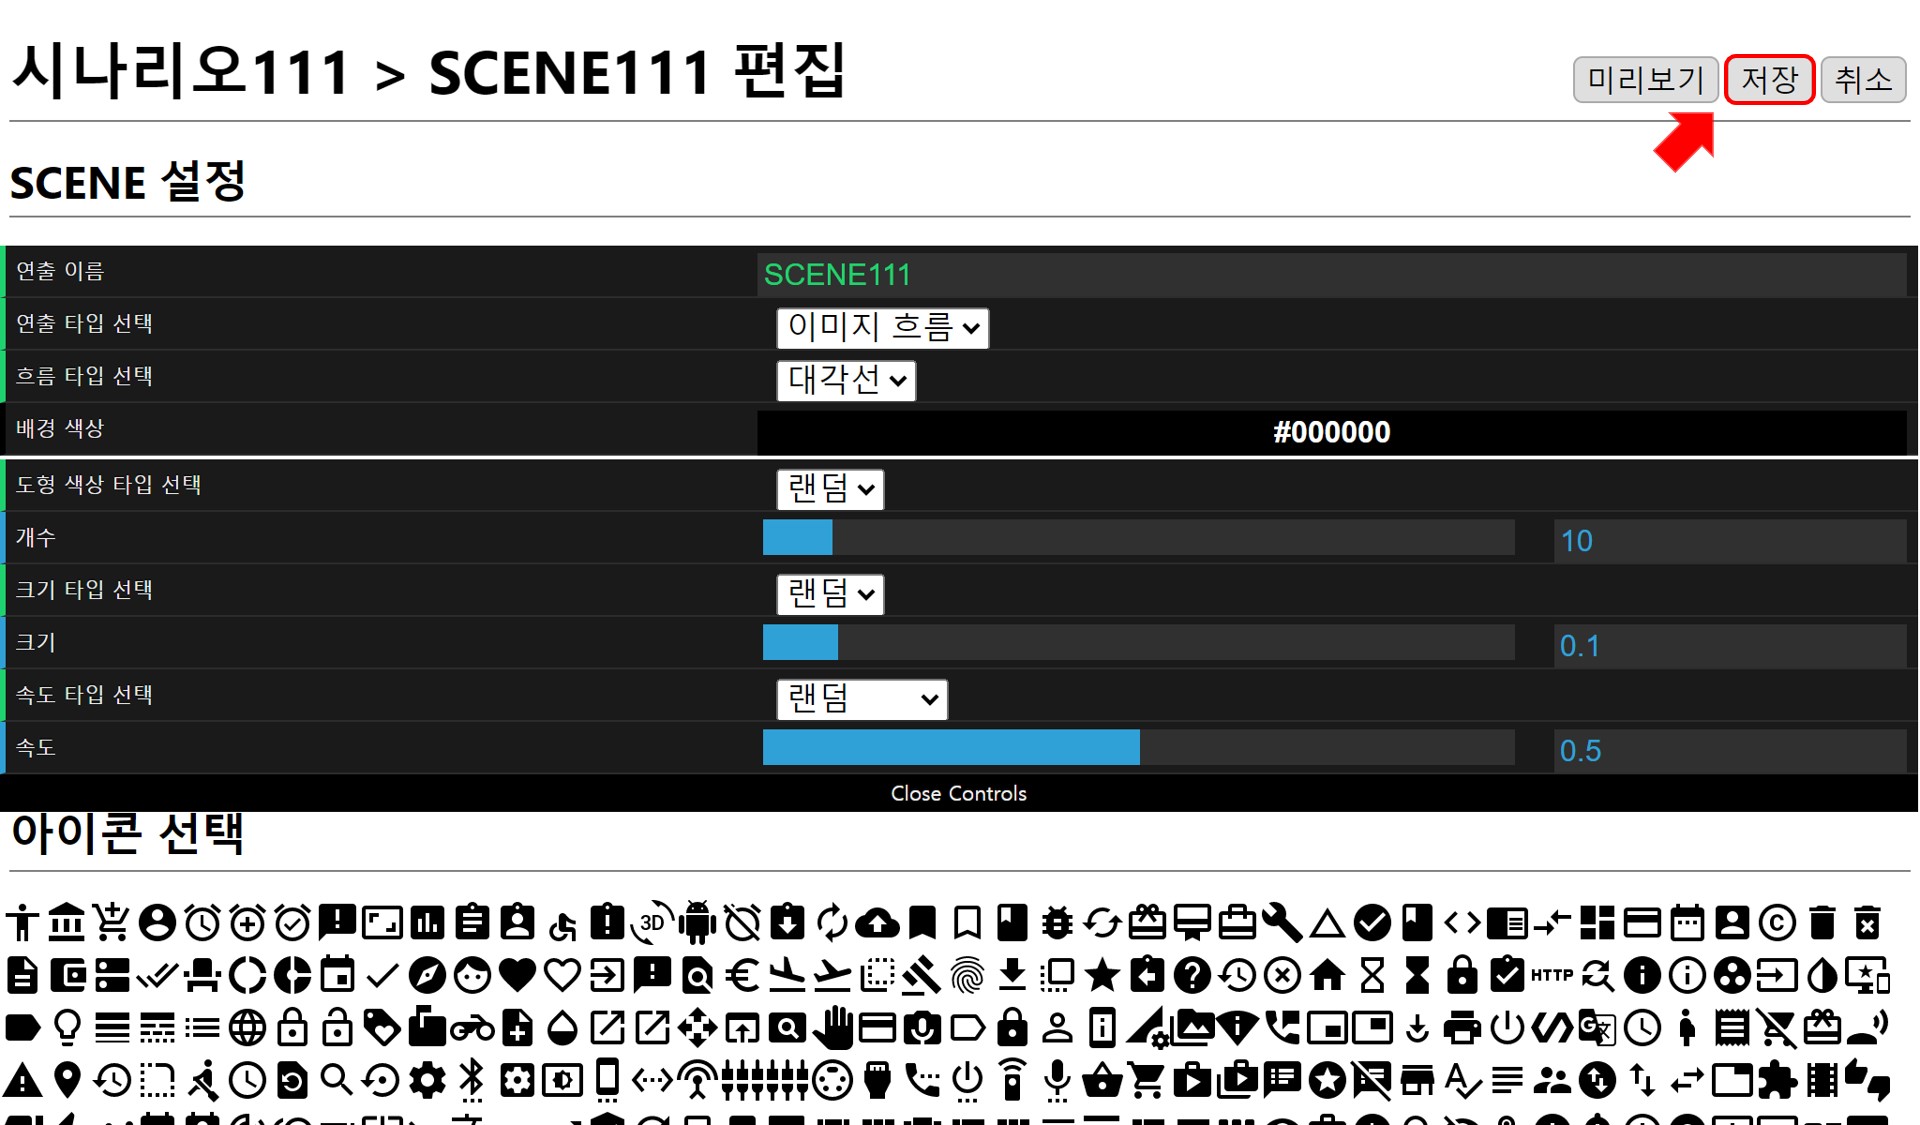 시나리오111 > SCENE111 편집
미리보기 저장 취소
SCENE 설정
연출 이름 SCENE111
연출 타입 선택 이미지 흐름
흐름 타입 선택 대각선
배경 색상 #000000
도형 색상 타입 선택 랜덤
개수 10
크기 타입 선택 랜덤
크기 0.1
속도 타입 선택 랜덤
속도 0.5
Close Controls
아이콘 선택
3D
HTTP